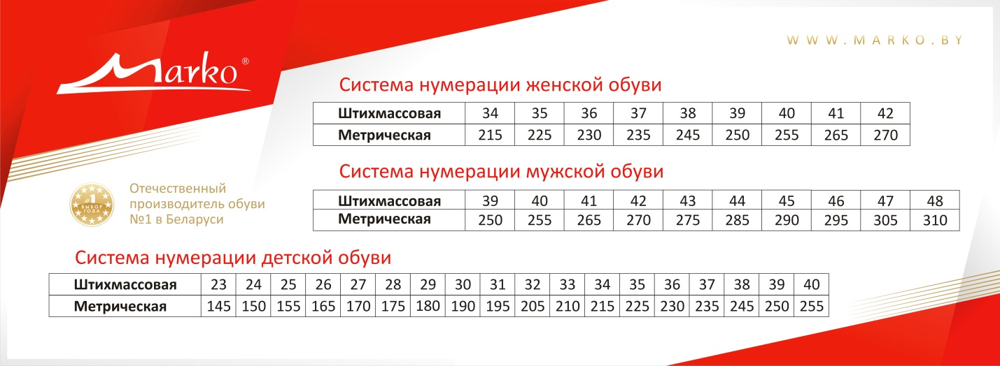 WWW.MARKO.BY
Marko ®
Система нумерации женской обуви
Штихмассовая 34 35 36 37 38 39 40 41 42
Метрическая 215 225 230 235 245 250 255 265 270
Система нумерации мужской обуви
Штихмассовая 39 40 41 42 43 44 45 46 47 48
Метрическая 250 255 265 270 275 285 290 295 305 310
#1
ВЫБОР
ГОДА
Отечественный
производитель обуви
№1 в Беларуси
Система нумерации детской обуви
Штихмассовая 23 24 25 26 27 28 29 30 31 32 33 34 35 36 37 38 39 40
Метрическая 145 150 155 165 170 175 180 190 195 205 210 215 225 230 235 245 250 255